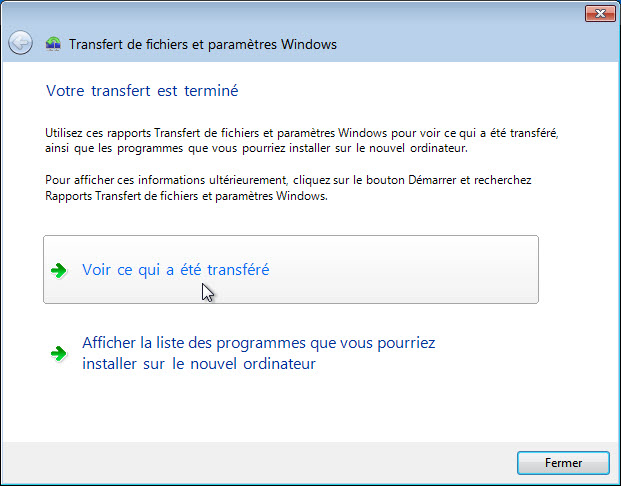 Transfert de fichiers et paramètres Windows
Votre transfert est terminé
Utilisez ces rapports Transfert de fichiers et paramètres Windows pour voir ce qui a été transféré,
ainsi que les programmes que vous pourriez installer sur le nouvel ordinateur.
Pour afficher ces informations ultérieurement, cliquez sur le bouton Démarrer et recherchez
Rapports Transfert de fichiers et paramètres Windows.
Voir ce qui a été transféré
Afficher la liste des programmes que vous pourriez
installer sur le nouvel ordinateur
Fermer